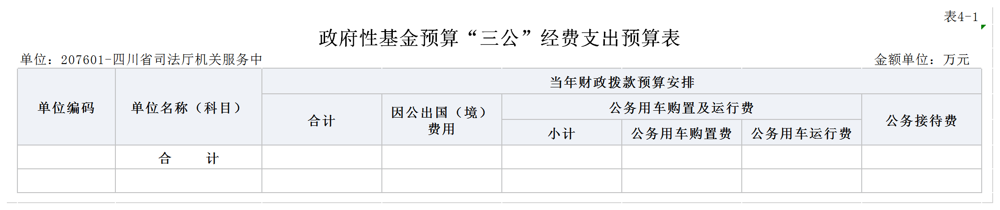 表4-1
政府性基金预算“三公”经费支出预算表
单位：207601-四川省司法厅机关服务中
金额单位：万元
单位编码
单位名称（科目）
当年财政拨款预算安排
合计
因公出国（境）
费用
公务用车购置及运行费
公务接待费
小计
公务用车购置费
公务用车运行费
合 计